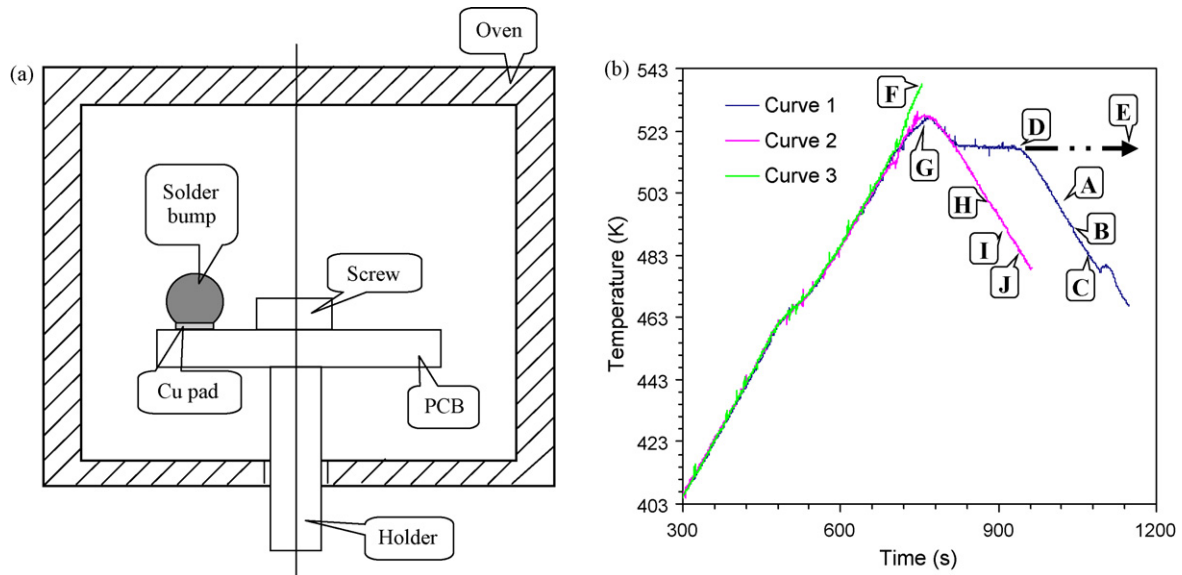 (a)
Oven
Solder
bump
Screw
Cu pad
PCB
Holder
(b)
Temperature (K)
543
523
503
483
463
443
423
403
300
600
900
1200
Time (s)
Curve 1
Curve 2
Curve 3
F
G
D
E
A
H
B
I
J
C